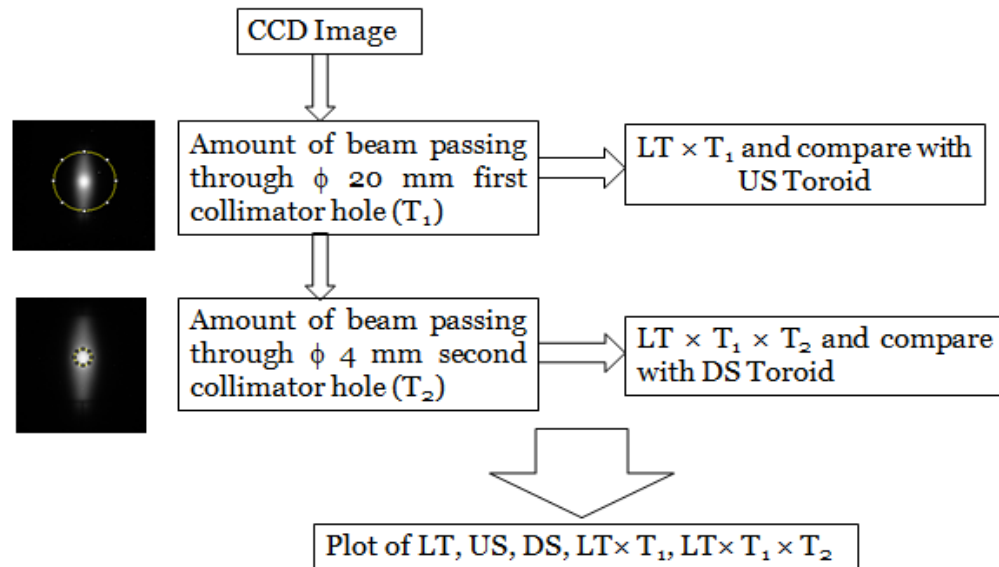 CCD Image
Amount of beam passing
through ϕ 20 mm first
collimator hole (T₁)
LT × T₁ and compare with
US Toroid
Amount of beam passing
through ϕ 4 mm second
collimator hole (T₂)
LT × T₁ × T₂ and compare
with DS Toroid
Plot of LT, US, DS, LT× T₁, LT× T₁ × T₂